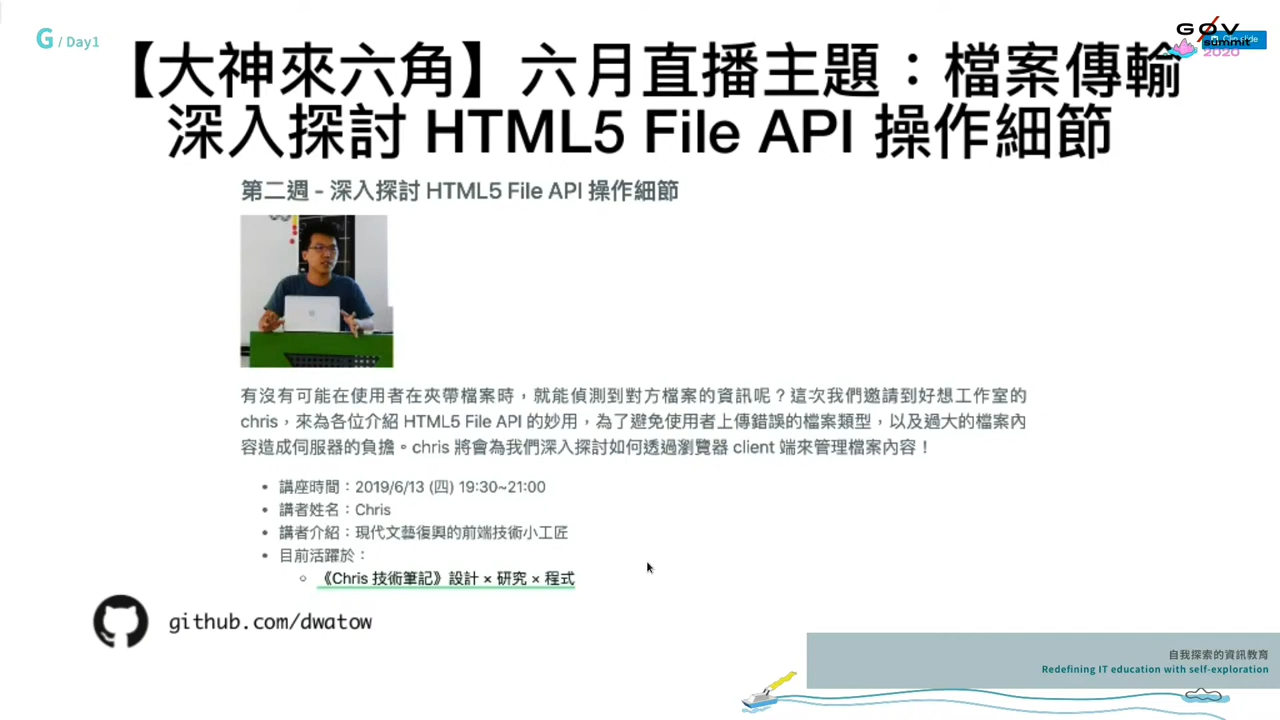 G / Day1
GØV
summit
2020
Clip slide
【大神來六角】六月直播主題：檔案傳輸
深入探討 HTML5 File API 操作細節
第二週 - 深入探討 HTML5 File API 操作細節
有沒有可能在使用者在夾帶檔案時，就能偵測到對方檔案的資訊呢？這次我們邀請到好想工作室的
chris，來為各位介紹 HTML5 File API 的妙用，為了避免使用者上傳錯誤的檔案類型，以及過大的檔案內
容造成伺服器的負擔。chris 將會為我們深入探討如何透過瀏覽器 client 端來管理檔案內容！
• 講座時間：2019/6/13 (四) 19:30~21:00
• 講者姓名：Chris
• 講者介紹：現代文藝復興的前端技術小工匠
• 目前活躍於：
○ 《Chris 技術筆記》設計 × 研究 × 程式
github.com/dwatow
自我探索的資訊教育
Redefining IT education with self-exploration